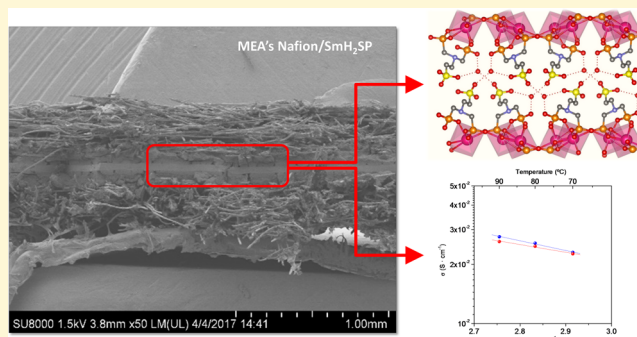 MEA's Nafion/SmH₂SP
SU8000 1.5kV 3.8mm x50 LM(UL) 4/4/2017 14:41
1.00mm
Temperature (ºC)
90 80 70
5x10⁻²
3x10⁻²
2x10⁻²
10⁻²
σ (S · cm⁻¹)
2.7 2.8 2.9 3.0